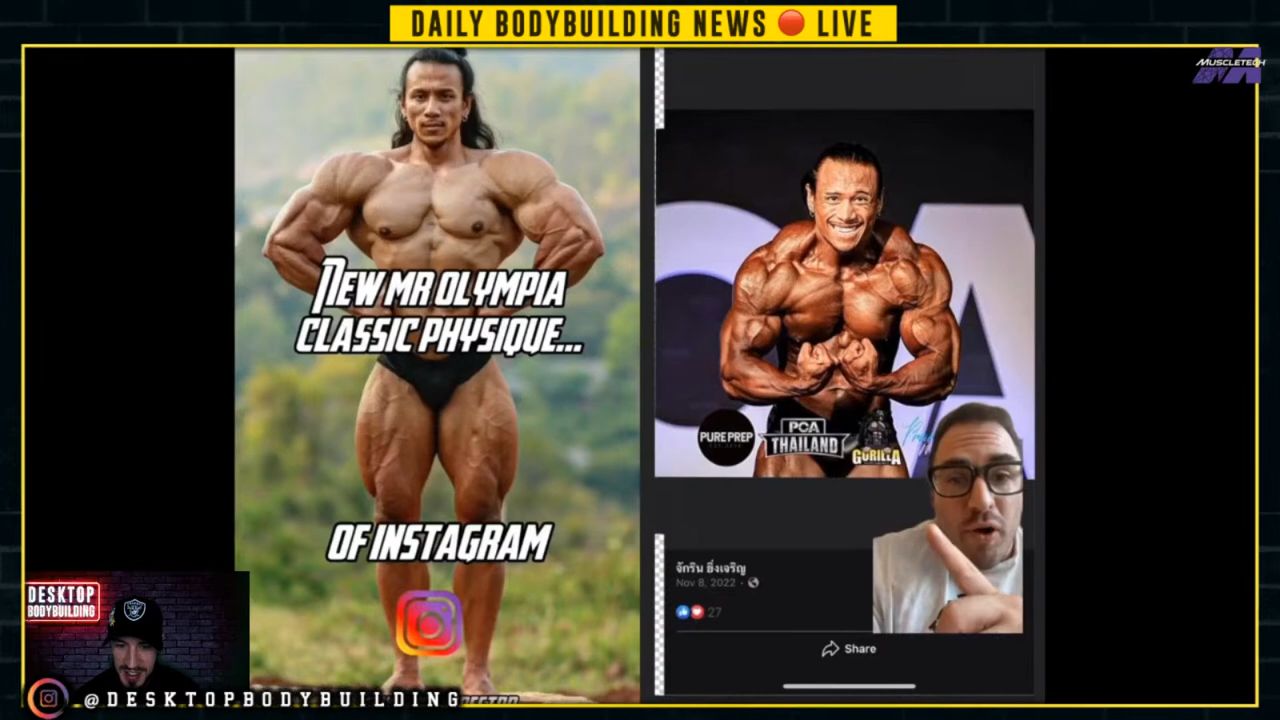 DAILY BODYBUILDING NEWS LIVE
MUSCLETECH
NEW MR OLYMPIA
CLASSIC PHYSIQUE...
OF INSTAGRAM
PURE PREP
PCA
THAILAND
GORILLA
จักริน ยิ่งเจริญ
Nov 8, 2022
27
Share
DESKTOP
BODYBUILDING
@DESKTOPBODYBUILDING